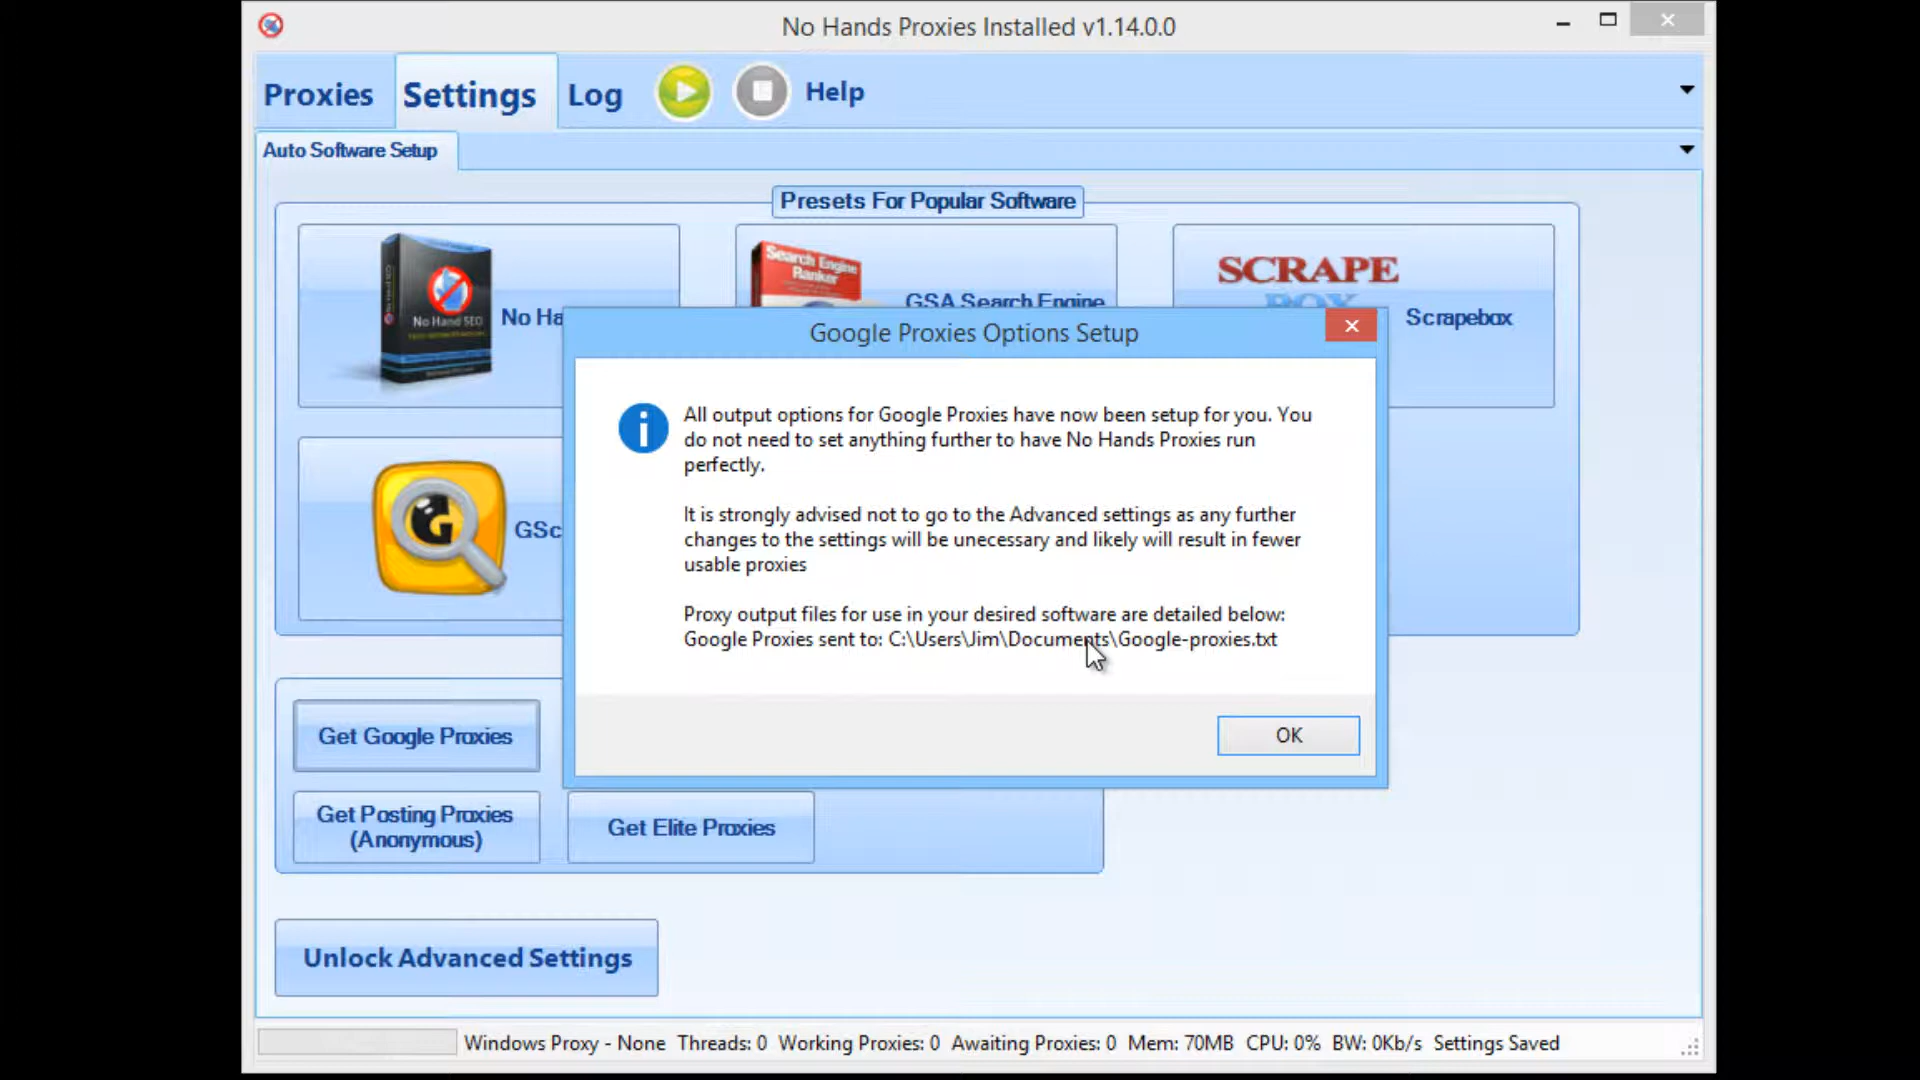 No Hands Proxies Installed v1.14.0.0
Proxies Settings Log Help
Auto Software Setup
Presets For Popular Software
No Hand SEO
No Ha
Search Engine
Ranker
GSA Search Engine
SCRAPE
BOX
Scrapebox
Google Proxies Options Setup
All output options for Google Proxies have now been setup for you. You
do not need to set anything further to have No Hands Proxies run
perfectly.
It is strongly advised not to go to the Advanced settings as any further
changes to the settings will be unecessary and likely will result in fewer
usable proxies
Proxy output files for use in your desired software are detailed below:
Google Proxies sent to: C:\Users\Jim\Documents\Google-proxies.txt
OK
G
GSc
Get Google Proxies
Get Posting Proxies
(Anonymous)
Get Elite Proxies
Unlock Advanced Settings
Windows Proxy - None Threads: 0 Working Proxies: 0 Awaiting Proxies: 0 Mem: 70MB CPU: 0% BW: 0Kb/s Settings Saved